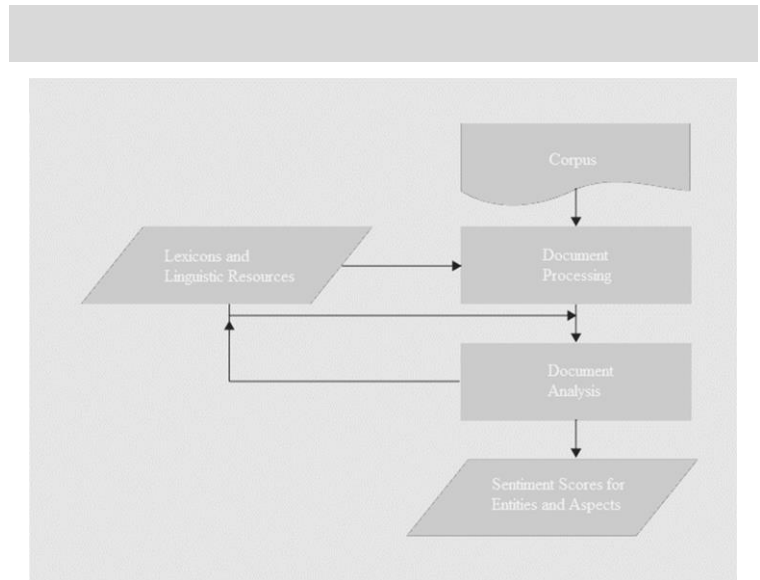 Corpus
Lexicons and
Linguistic Resources
Document
Processing
Document
Analysis
Sentiment Scores for
Entities and Aspects